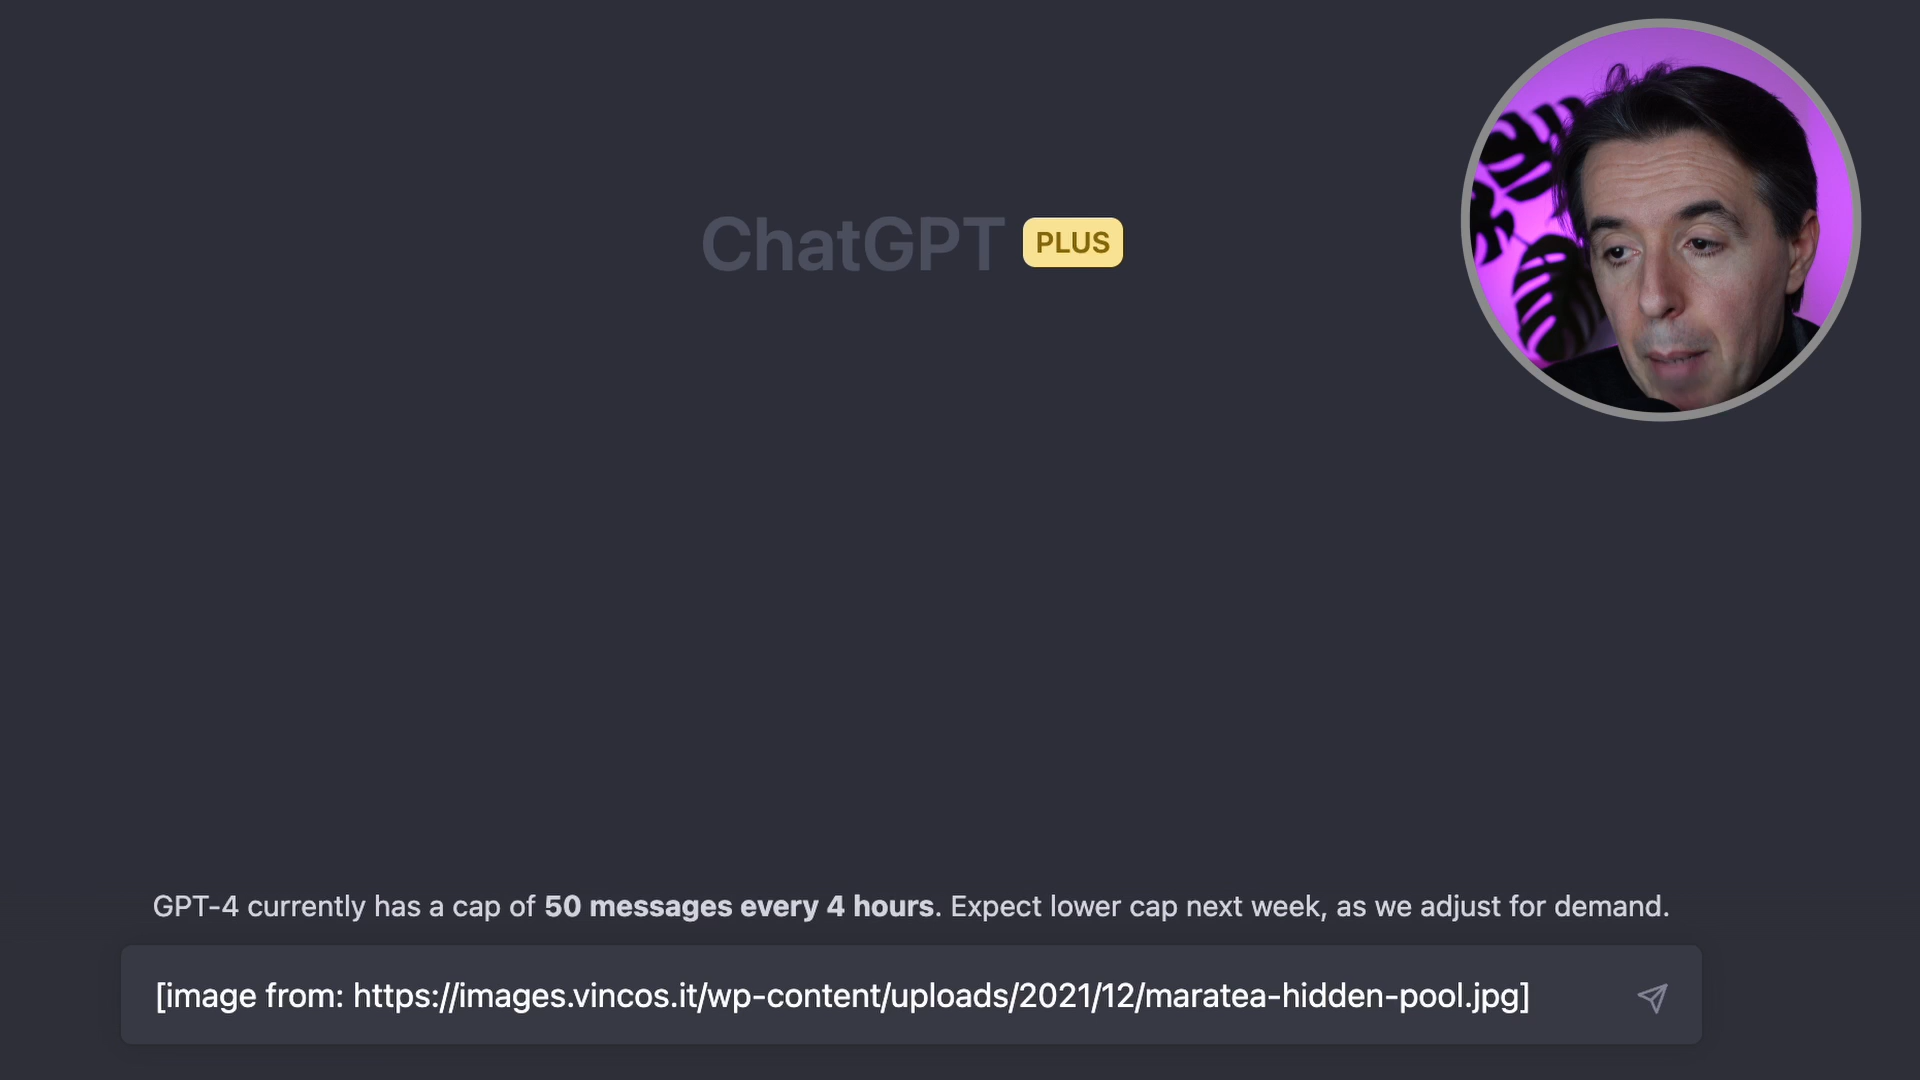 ChatGPT PLUS
GPT-4 currently has a cap of 50 messages every 4 hours. Expect lower cap next week, as we adjust for demand.
[image from: https://images.vincos.it/wp-content/uploads/2021/12/maratea-hidden-pool.jpg]